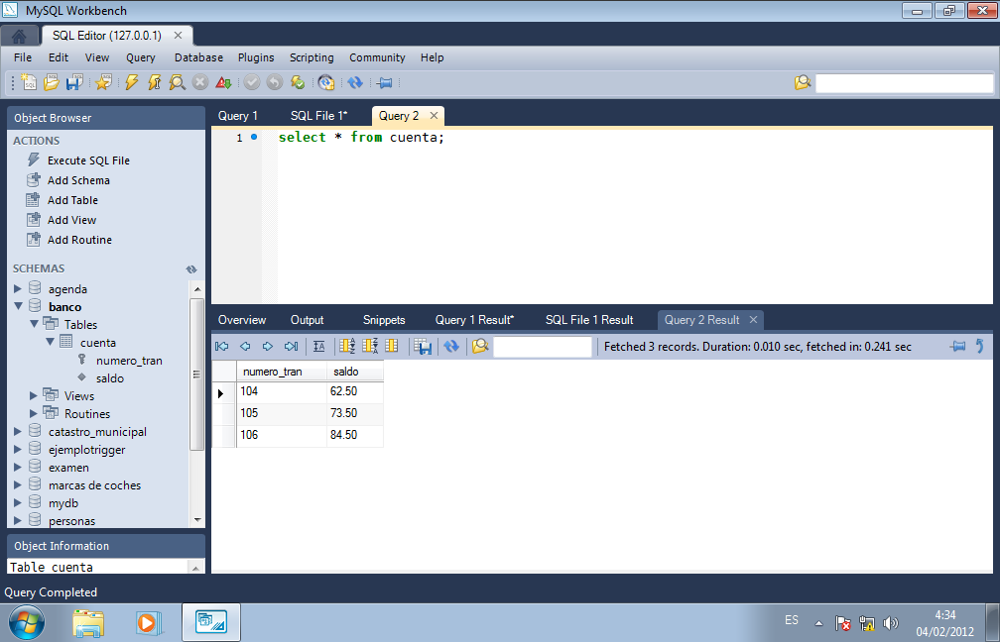 MySQL Workbench
SQL Editor (127.0.0.1)
File Edit View Query Database Plugins Scripting Community Help
Object Browser
ACTIONS
Execute SQL File
Add Schema
Add Table
Add View
Add Routine
SCHEMAS
agenda
banco
Tables
cuenta
numero_tran
saldo
Views
Routines
catastro_municipal
ejemplotrigger
examen
marcas de coches
mydb
personas
Object Information
Table cuenta
Query 1 SQL File 1* Query 2
1 select * from cuenta;
Overview Output Snippets Query 1 Result* SQL File 1 Result Query 2 Result
Fetched 3 records. Duration: 0.010 sec, fetched in: 0.241 sec
numero_tran saldo
104 62.50
105 73.50
106 84.50
Query Completed
ES
4:34
04/02/2012